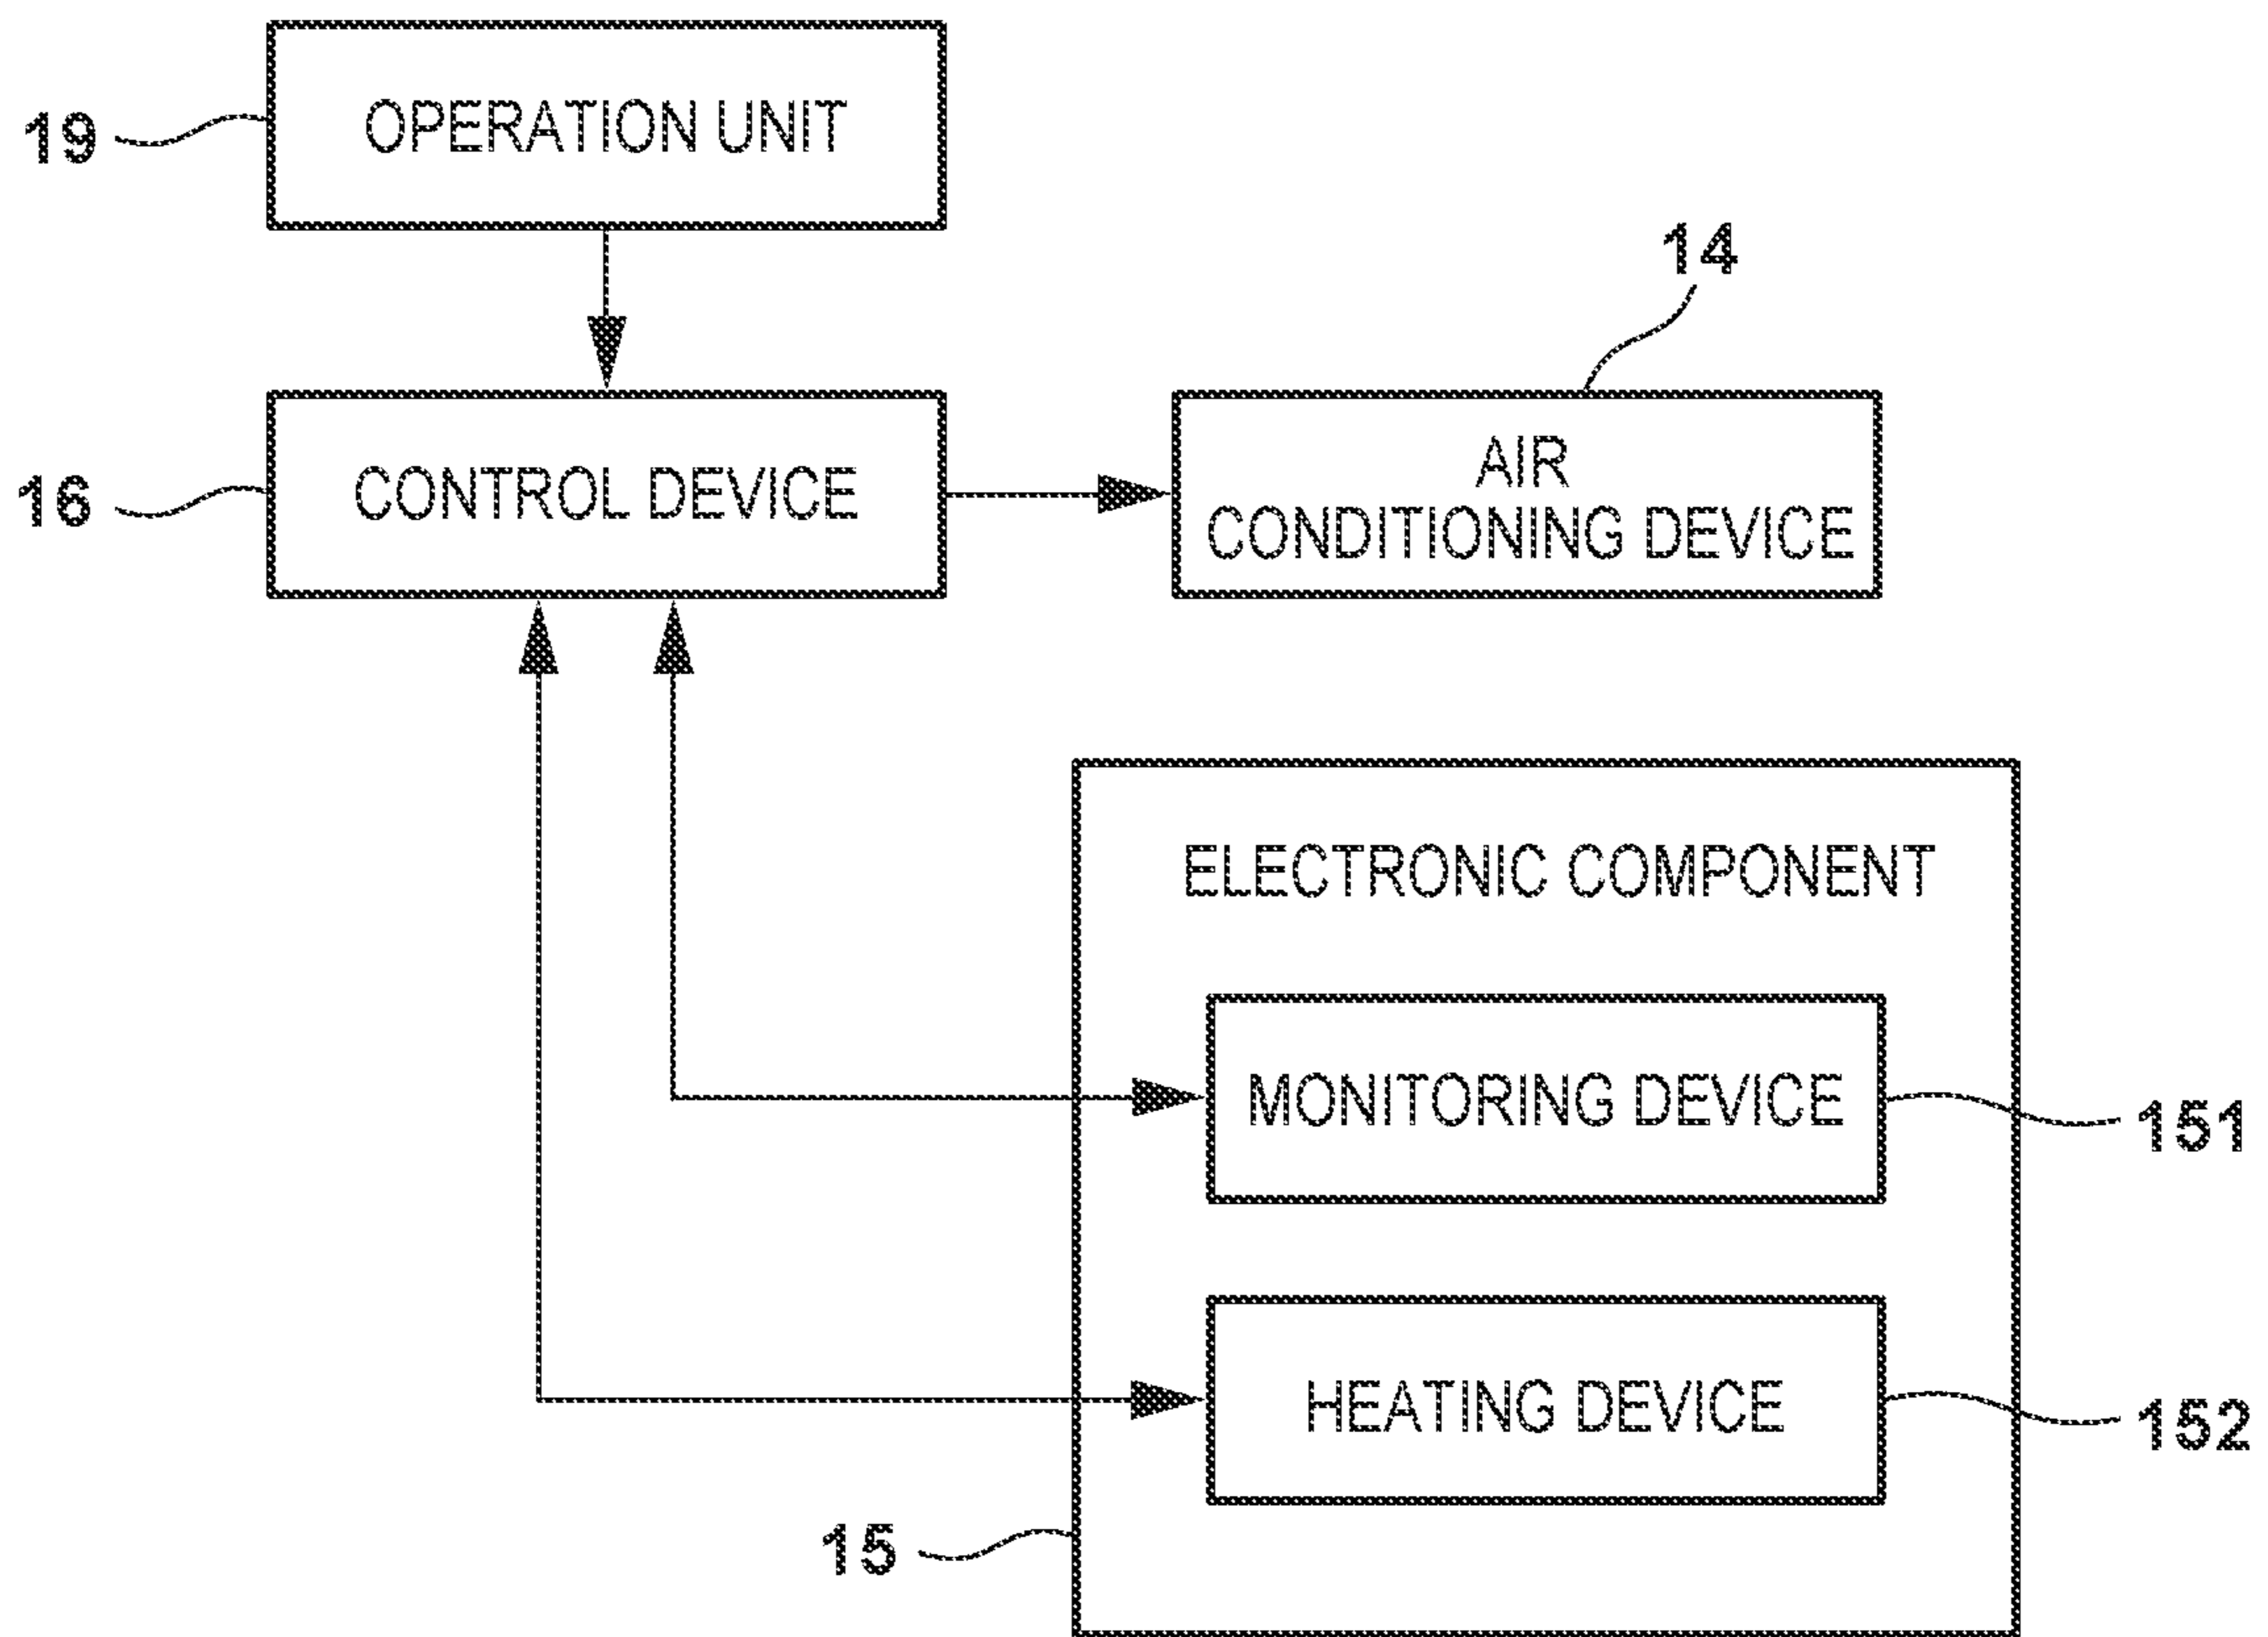 19
OPERATION UNIT
14
16
CONTROL DEVICE
AIR
CONDITIONING DEVICE
ELECTRONIC COMPONENT
MONITORING DEVICE
151
HEATING DEVICE
152
15